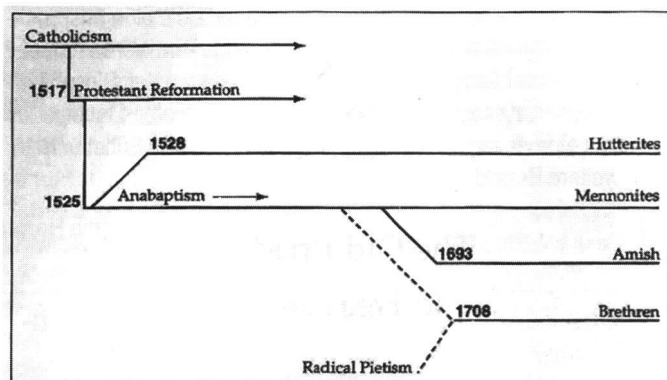 Catholicism
1517 Protestant Reformation
1528 Hutterites
1525 Anabaptism Mennonites
1693 Amish
1708 Brethren
Radical Pietism